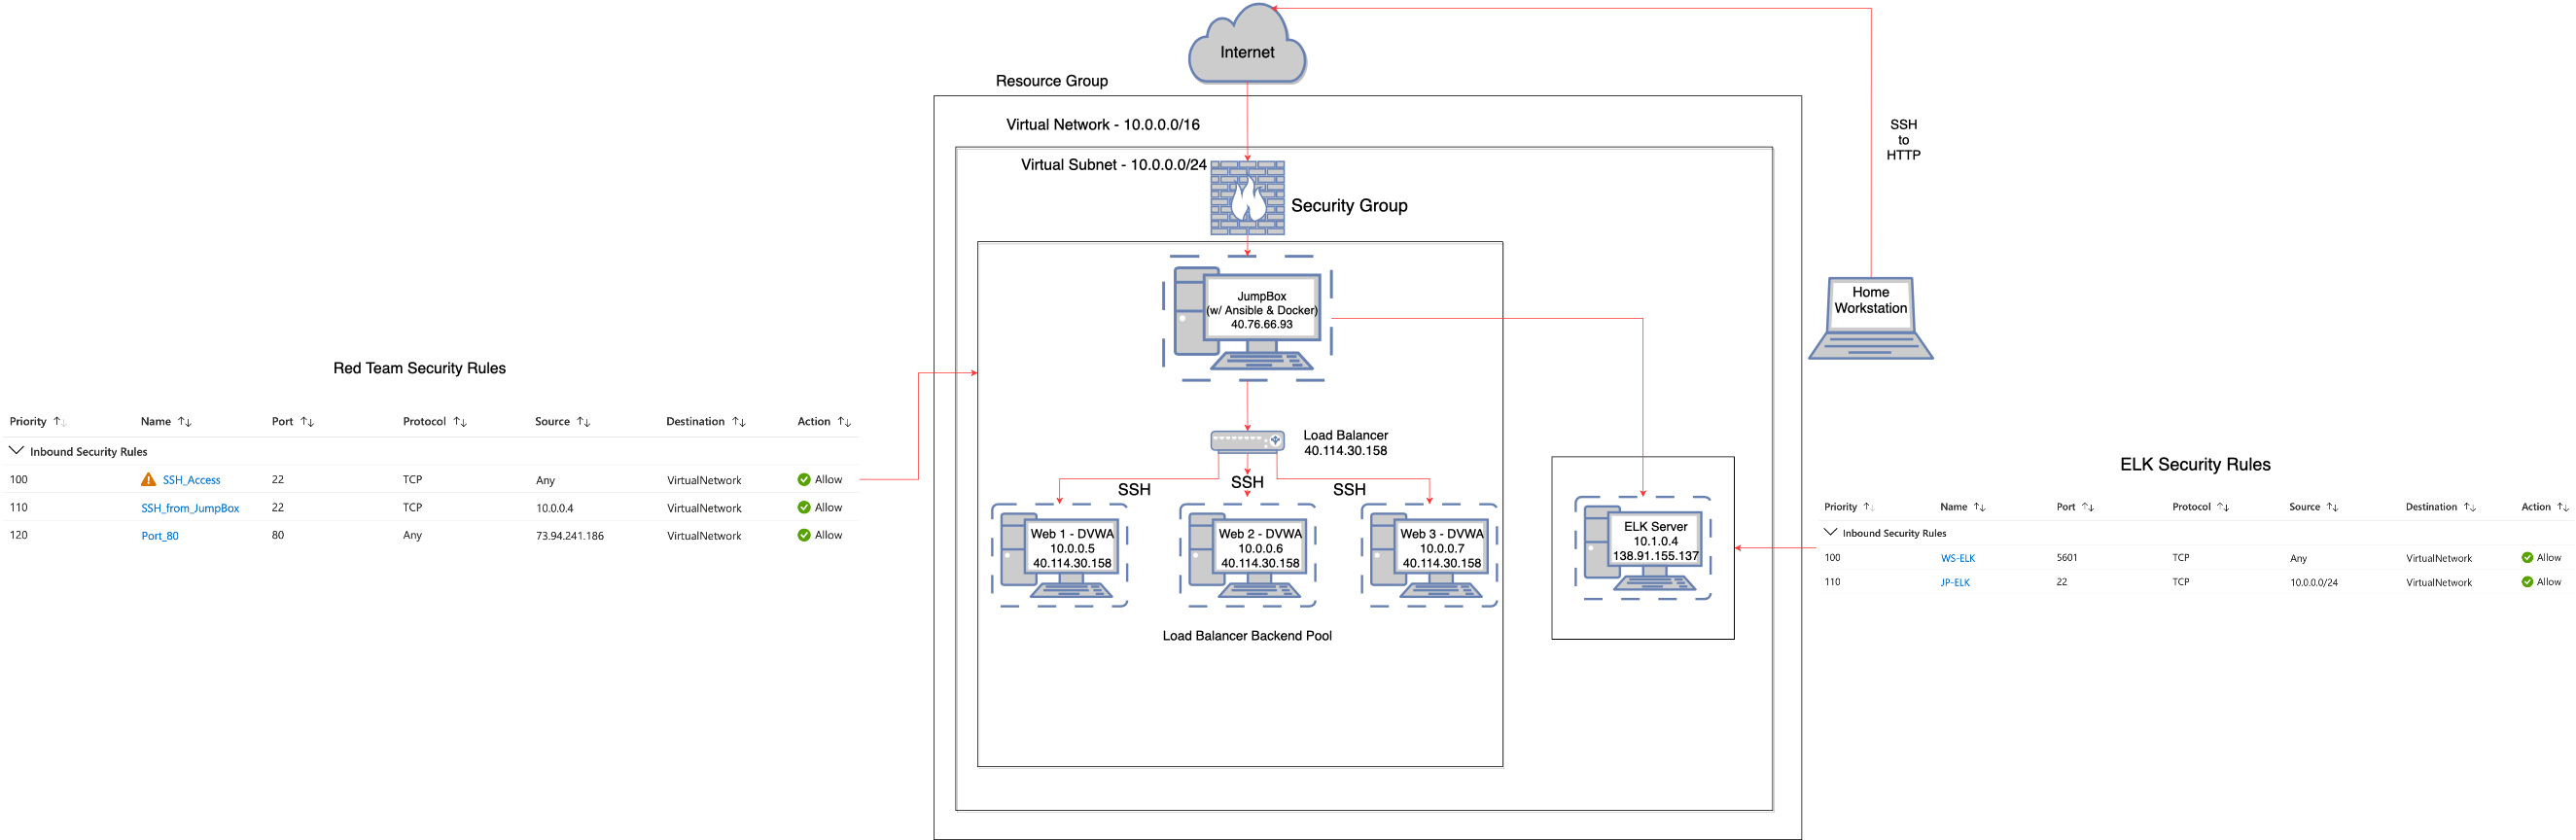 Internet
Resource Group
Virtual Network - 10.0.0.0/16
Virtual Subnet - 10.0.0.0/24
Security Group
SSH
to
HTTP
Home
Workstation
JumpBox
(w/ Ansible & Docker)
40.76.66.93
Load Balancer
40.114.30.158
SSH
SSH
SSH
Web 1 - DVWA
10.0.0.5
40.114.30.158
Web 2 - DVWA
10.0.0.6
40.114.30.158
Web 3 - DVWA
10.0.0.7
40.114.30.158
Load Balancer Backend Pool
ELK Server
10.1.0.4
138.91.155.137
Red Team Security Rules
Priority Name Port Protocol Source Destination Action
Inbound Security Rules
100 SSH_Access 22 TCP Any VirtualNetwork Allow
110 SSH_from_JumpBox 22 TCP 10.0.0.4 VirtualNetwork Allow
120 Port_80 80 Any 73.94.241.186 VirtualNetwork Allow
ELK Security Rules
Priority Name Port Protocol Source Destination Action
Inbound Security Rules
100 WS-ELK 5601 TCP Any VirtualNetwork Allow
110 JP-ELK 22 TCP 10.0.0.0/24 VirtualNetwork Allow